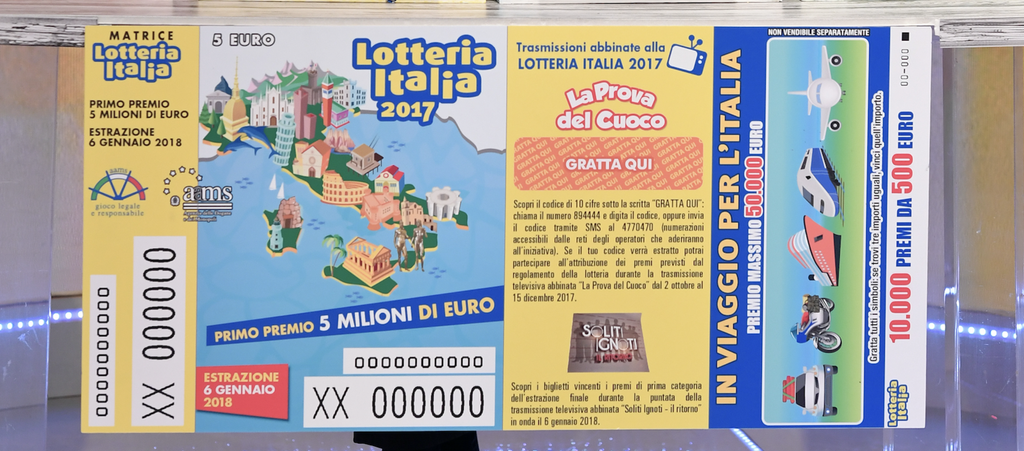 MATRICE
Lotteria
Italia
PRIMO PREMIO
5 MILIONI DI EURO
ESTRAZIONE
6 GENNAIO 2018
aams
gioco legale
e responsabile
aams
0000000000
XX 000000
5 EURO
Lotteria
Italia
2017
PRIMO PREMIO 5 MILIONI DI EURO
ESTRAZIONE
6 GENNAIO
2018
0000000000
XX 000000
Trasmissioni abbinate alla
LOTTERIA ITALIA 2017
La Prova
del Cuoco
GRATTA QUI
Scopri il codice di 10 cifre sotto la scritta "GRATTA QUI":
chiama il numero 894444 e digita il codice, oppure invia
il codice tramite SMS al 4770470 (numerazioni
accessibili dalle reti degli operatori che aderiranno
all'iniziativa). Se il tuo codice verrà estratto potrai
partecipare all'attribuzione dei premi previsti dal
regolamento della lotteria durante la trasmissione
televisiva abbinata "La Prova del Cuoco" dal 2 ottobre al
15 dicembre 2017.
SOLITI
IGNOTI
IL RITORNO
Scopri i biglietti vincenti i premi di prima categoria
dell'estrazione finale durante la puntata della
trasmissione televisiva abbinata "Soliti Ignoti - il ritorno"
in onda il 6 gennaio 2018.
IN VIAGGIO PER L'ITALIA
PREMIO MASSIMO 50.000 EURO
NON VENDIBILE SEPARATAMENTE
Gratta tutti i simboli: se trovi tre importi uguali, vinci quell'importo.
10.000 PREMI DA 500 EURO
Lotteria
Italia
00-000